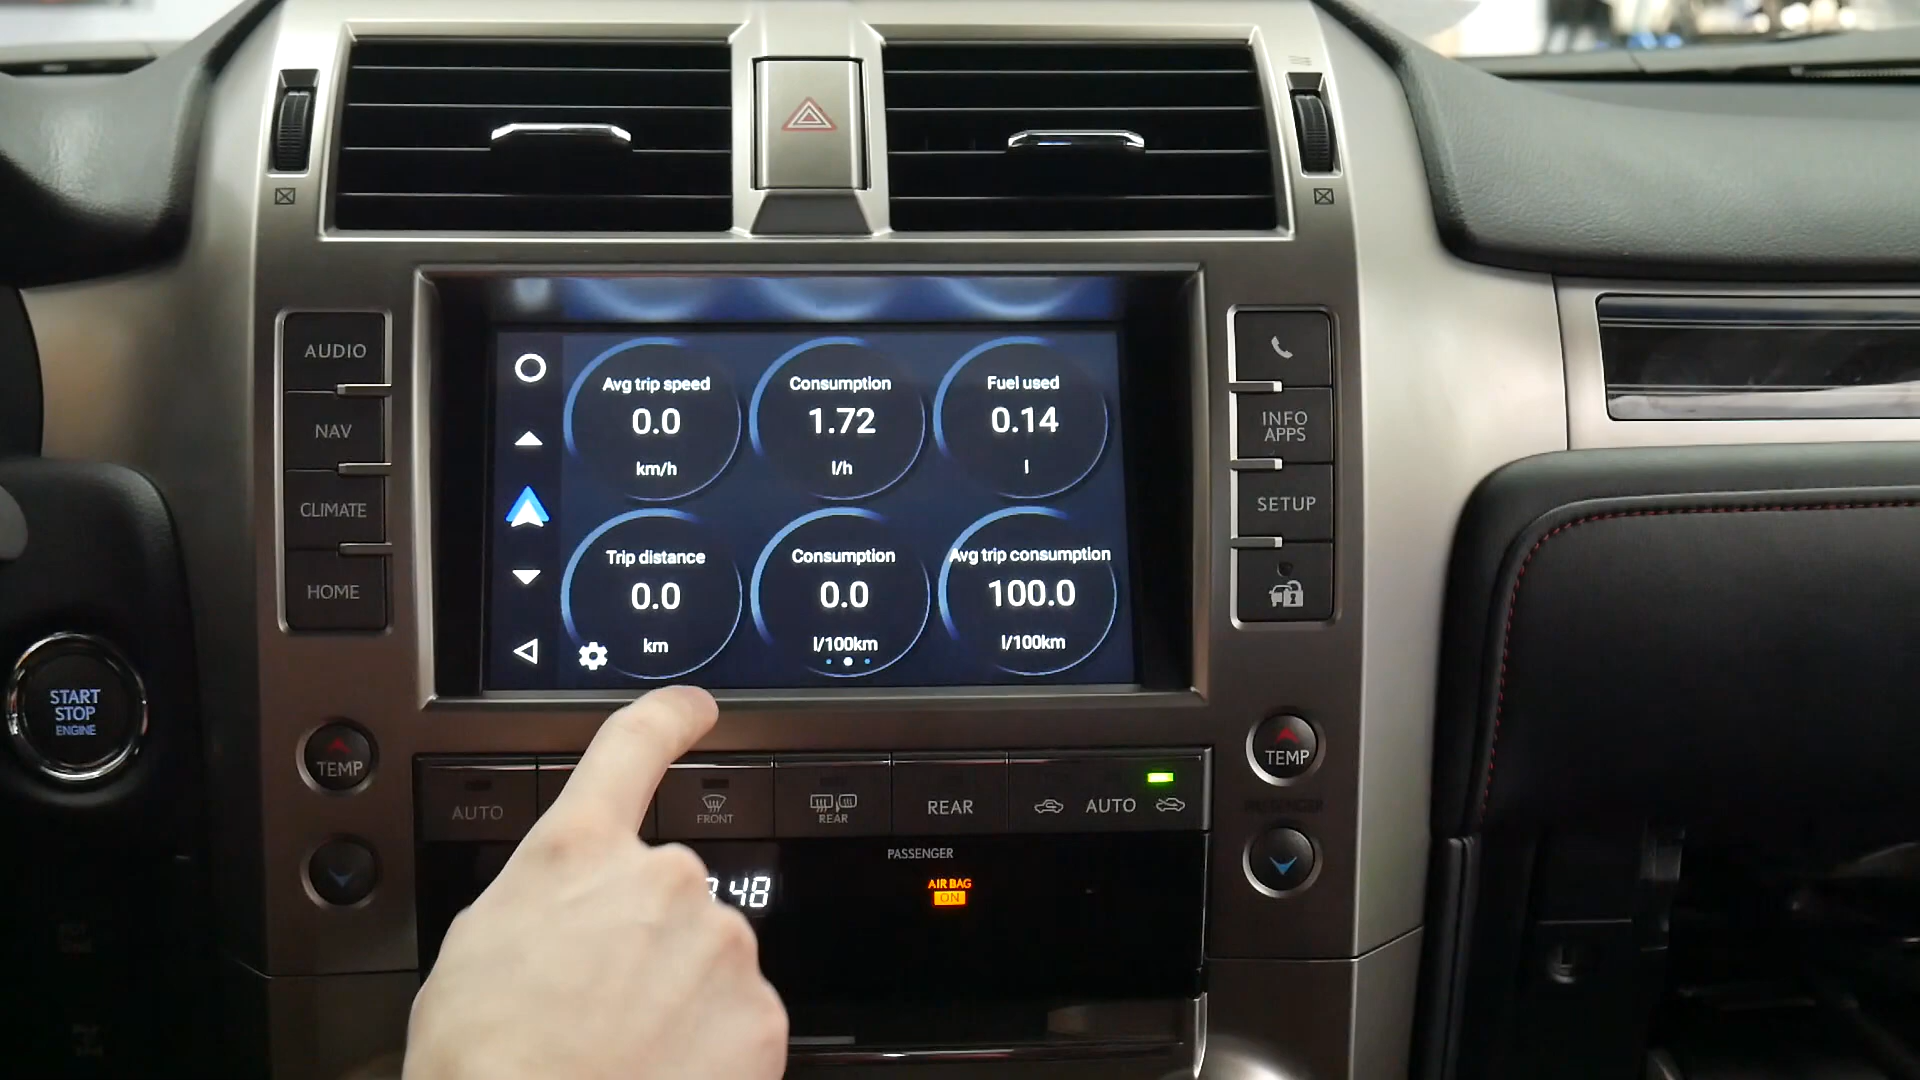 AUDIO
NAV
CLIMATE
HOME
Avg trip speed
0.0
km/h
Consumption
1.72
l/h
Fuel used
0.14
l
Trip distance
0.0
km
Consumption
0.0
l/100km
Avg trip consumption
100.0
l/100km
INFO
APPS
SETUP
START
STOP
ENGINE
TEMP
TEMP
AUTO
FRONT
REAR
REAR
AUTO
PASSENGER
PASSENGER
48
AIR BAG
ON